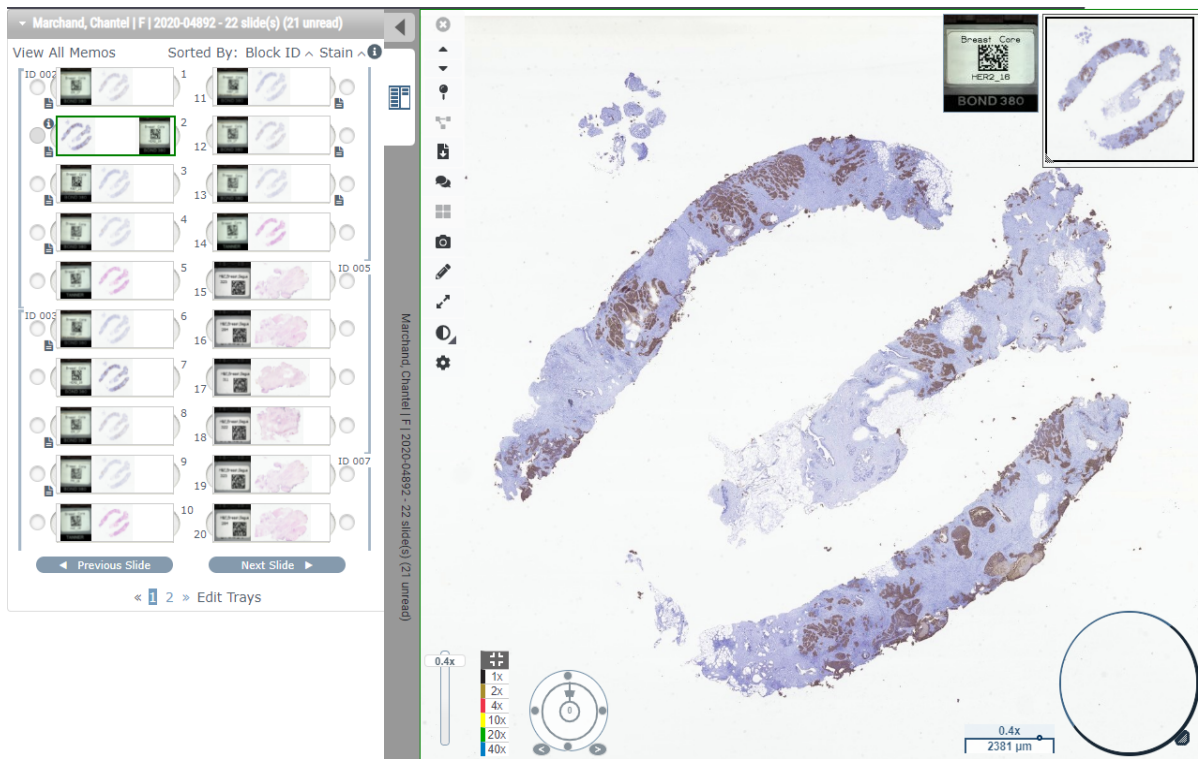 Marchand, Chantel | F | 2020-04892 - 22 slide(s) (21 unread)
View All Memos Sorted By: Block ID ^ Stain ^
ID 002
1
11
2
12
3
13
4
14
5
ID 005
15
ID 003
6
16
7
17
8
18
9
ID 007
19
10
20
◄ Previous Slide
Next Slide ►
« 1 2 » Edit Trays
Marchand, Chantel | F | 2020-04892 - 22 slide(s) (21 unread)
Breast Core
HER2_16
BOND 380
0.4x
1x
2x
4x
10x
20x
40x
0
0.4x
2381 µm